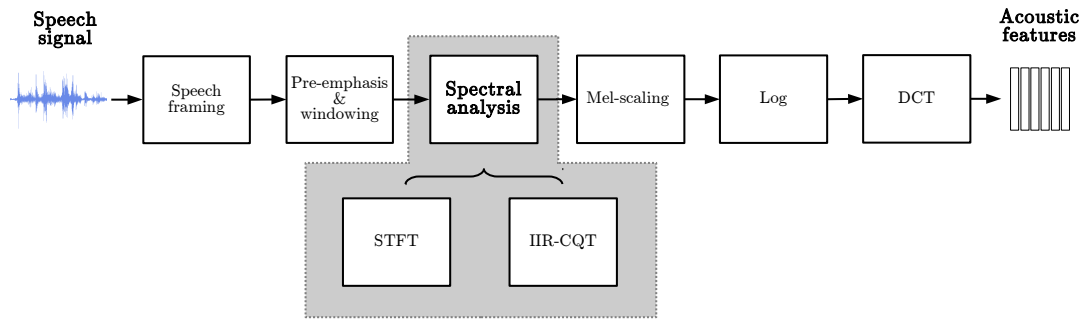 Speech
signal
Acoustic
features
Speech
framing
Pre-emphasis
&
windowing
Spectral
analysis
Mel-scaling
Log
DCT
STFT
IIR-CQT